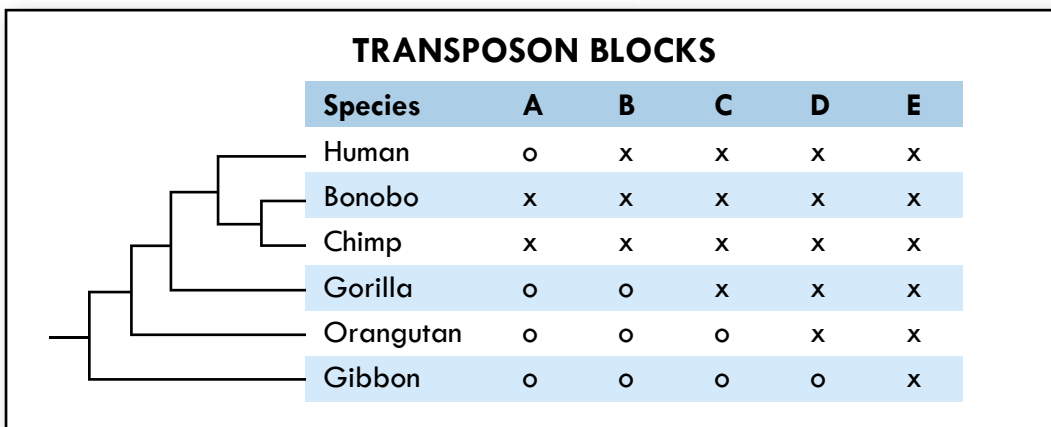 TRANSPOSON BLOCKS
Species A B C D E
Human o x x x x
Bonobo x x x x x
Chimp x x x x x
Gorilla o o x x x
Orangutan o o o x x
Gibbon o o o o x